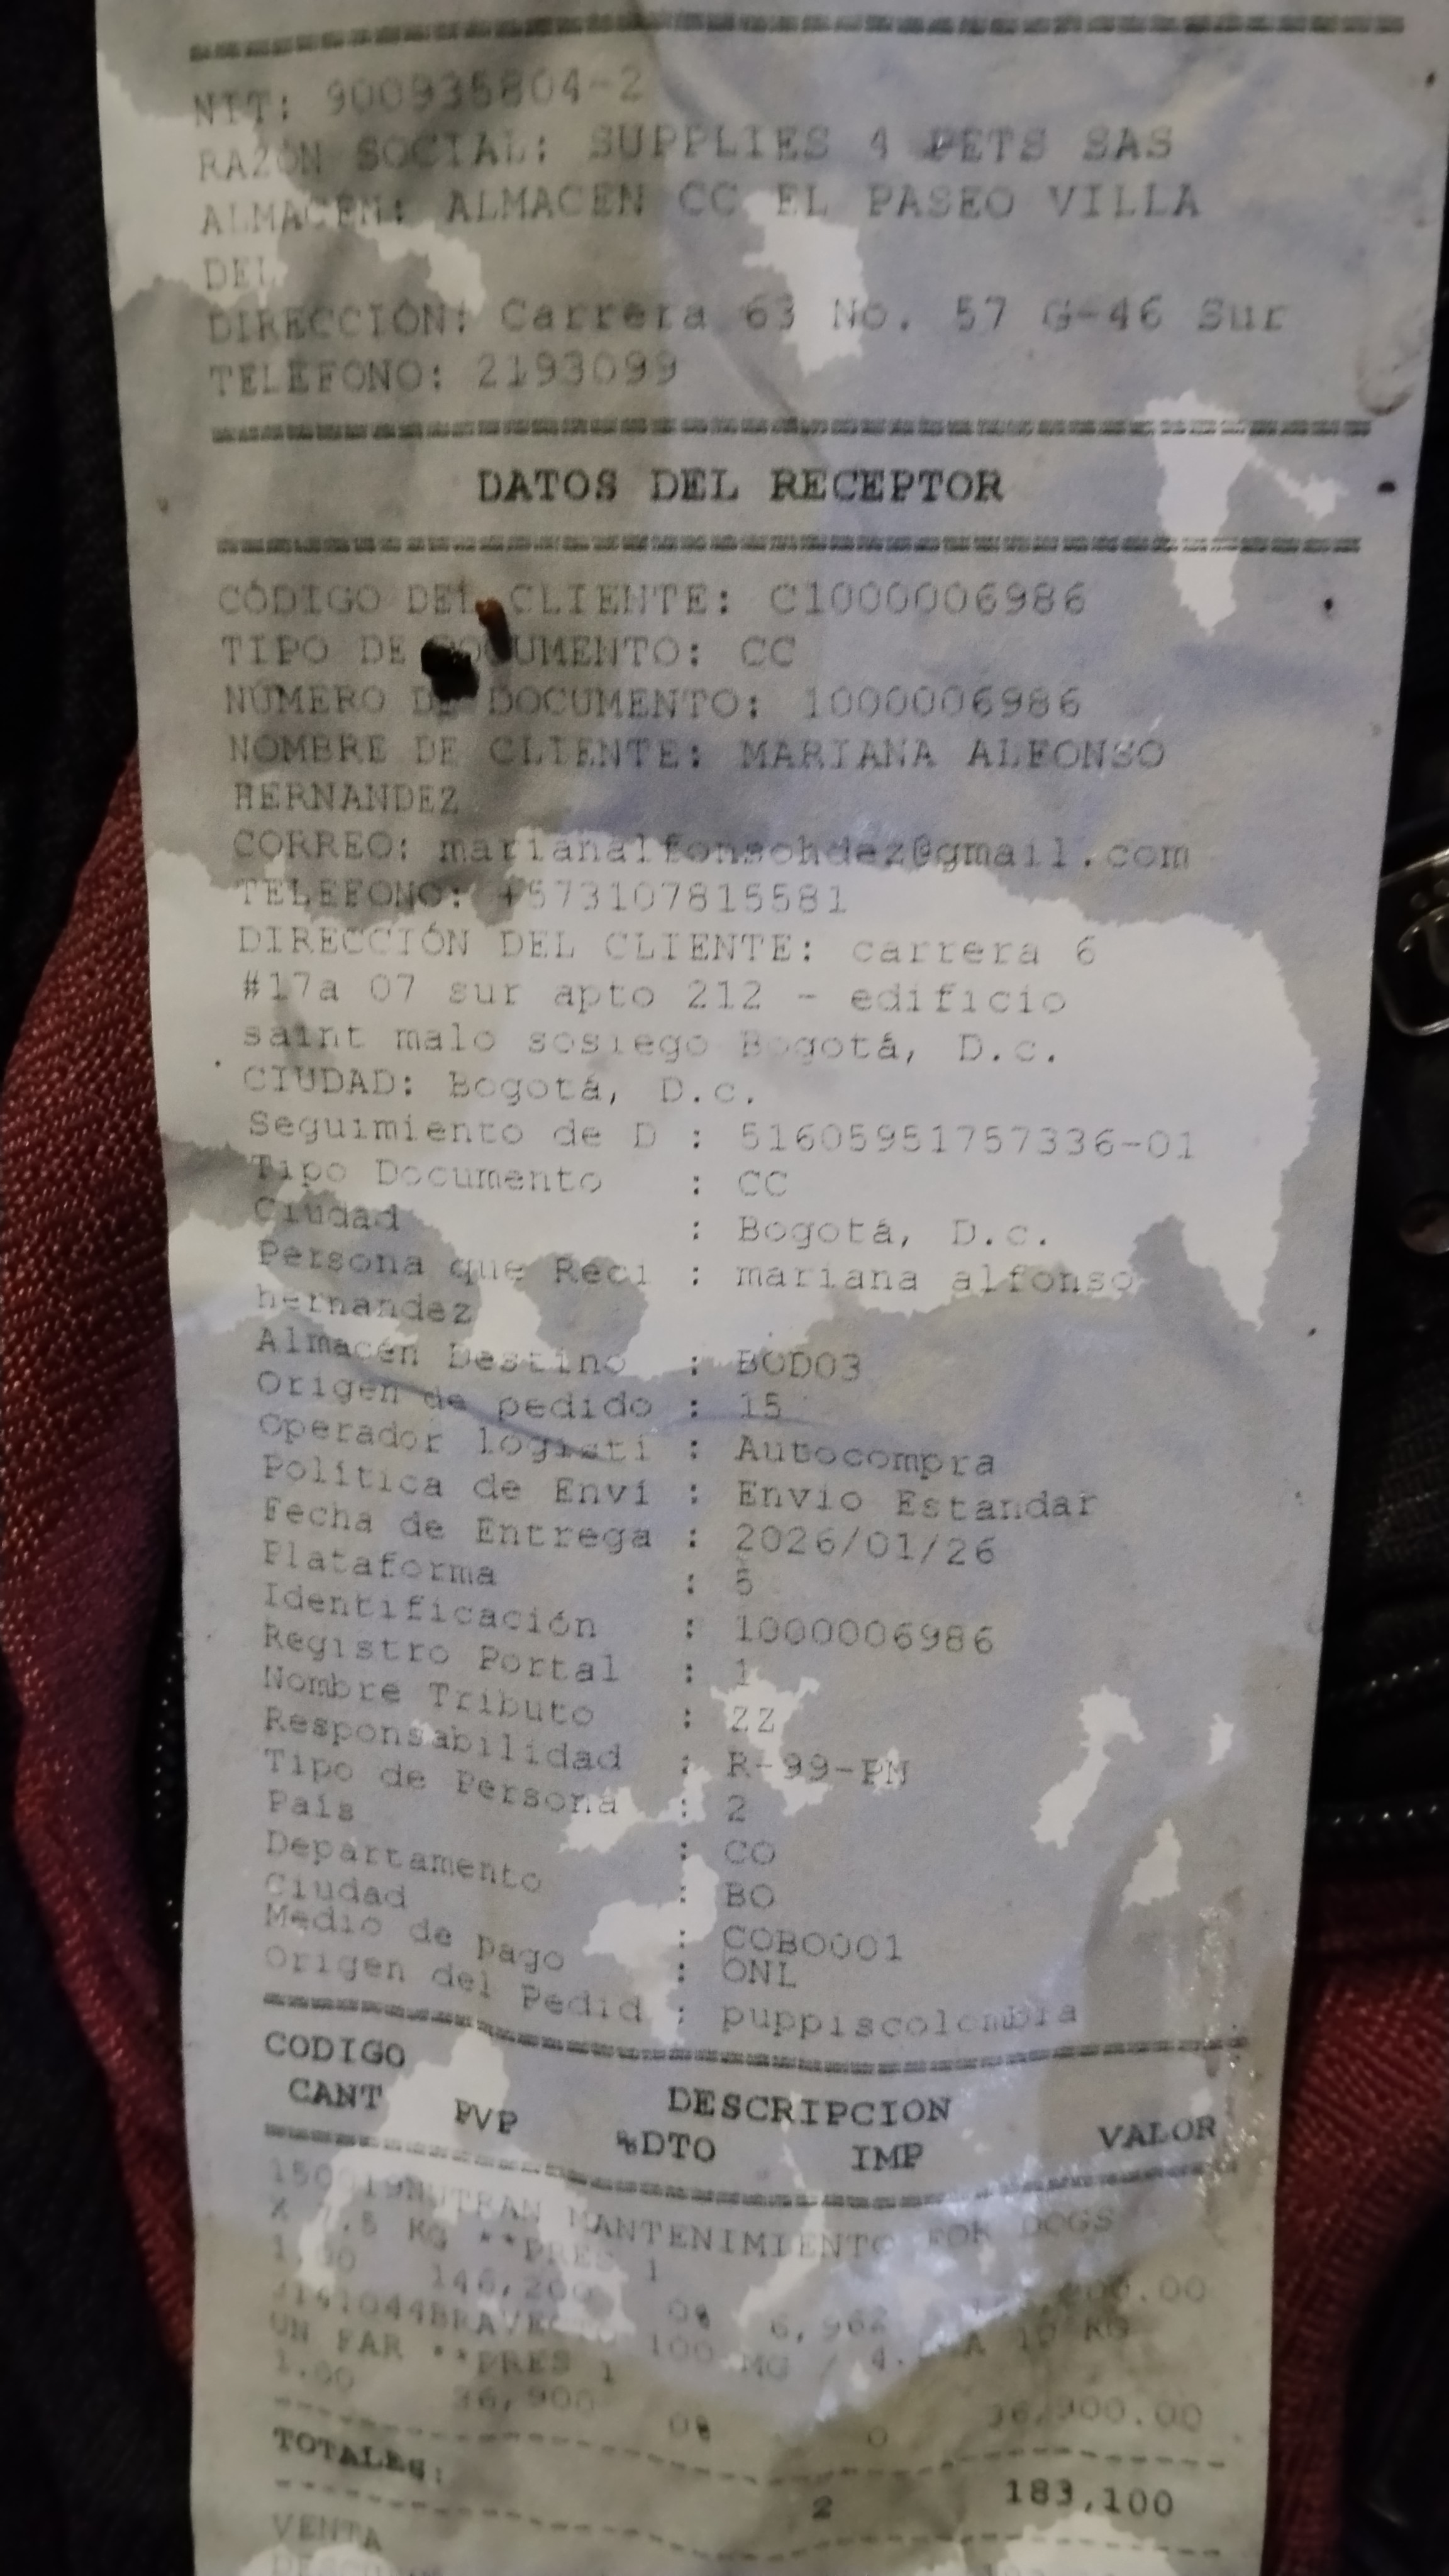 NIT: 900935804-2
RAZÓN SOCIAL: SUPPLIES 4 PETS SAS
ALMACEN: ALMACEN CC EL PASEO VILLA
DEL
DIRECCIÓN: Carrera 63 No. 57 G-46 Sur
TELEFONO: 2193099
DATOS DEL RECEPTOR
CÓDIGO DEL CLIENTE: C1000006986
TIPO DE DOCUMENTO: CC
NÚMERO DE DOCUMENTO: 1000006986
NOMBRE DE CLIENTE: MARIANA ALFONSO
HERNANDEZ
CORREO: marianalfonsohdez@gmail.com
TELEFONO: +573107815581
DIRECCIÓN DEL CLIENTE: carrera 6
#17a 07 sur apto 212 - edificio
saint malo sosiego Bogotá, D.c.
CIUDAD: Bogotá, D.c.
Seguimiento de D : 51605951757336-01
Tipo Documento : CC
Ciudad : Bogotá, D.c.
Persona que Reci : mariana alfonso
hernandez
Almacén Destino : BOD03
Origen de pedido : 15
Operador logisti : Autocompra
Política de Enví : Envio Estandar
Fecha de Entrega : 2026/01/26
Plataforma : 5
Identificación : 1000006986
Registro Portal : 1
Nombre Tributo : ZZ
Responsabilidad : R-99-PN
Tipo de Persona : 2
País : CO
Departamento : BO
Ciudad : COBO001
Medio de pago : ONL
Origen del Pedid : puppiscolombia
CODIGO DESCRIPCION
CANT PVP %DTO IMP VALOR
MANTENIMIENTO FOR DOGS
X KG **PRES 1
1.00 146,200 0% 6,962
100 MG / 10 KG
UN FAR **PRES 1
1.00 36,900 0% 0 36,900.00
TOTALES: 2 183,100
VENTA